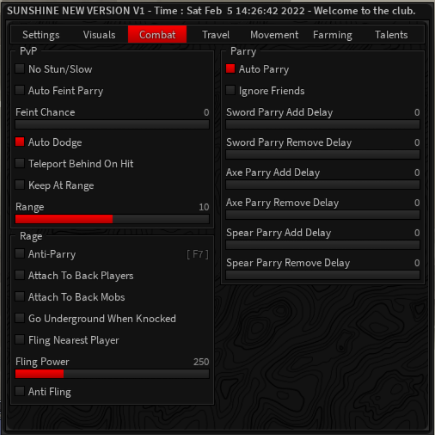 SUNSHINE NEW VERSION V1 - Time : Sat Feb 5 14:26:42 2022 - Welcome to the club.
Settings Visuals Combat Travel Movement Farming Talents
PvP
No Stun/Slow
Auto Feint Parry
Feint Chance 0
Auto Dodge
Teleport Behind On Hit
Keep At Range
Range 10
Rage
Anti-Parry [ F7 ]
Attach To Back Players
Attach To Back Mobs
Go Underground When Knocked
Fling Nearest Player
Fling Power 250
Anti Fling
Parry
Auto Parry
Ignore Friends
Sword Parry Add Delay 0
Sword Parry Remove Delay 0
Axe Parry Add Delay 0
Axe Parry Remove Delay 0
Spear Parry Add Delay 0
Spear Parry Remove Delay 0